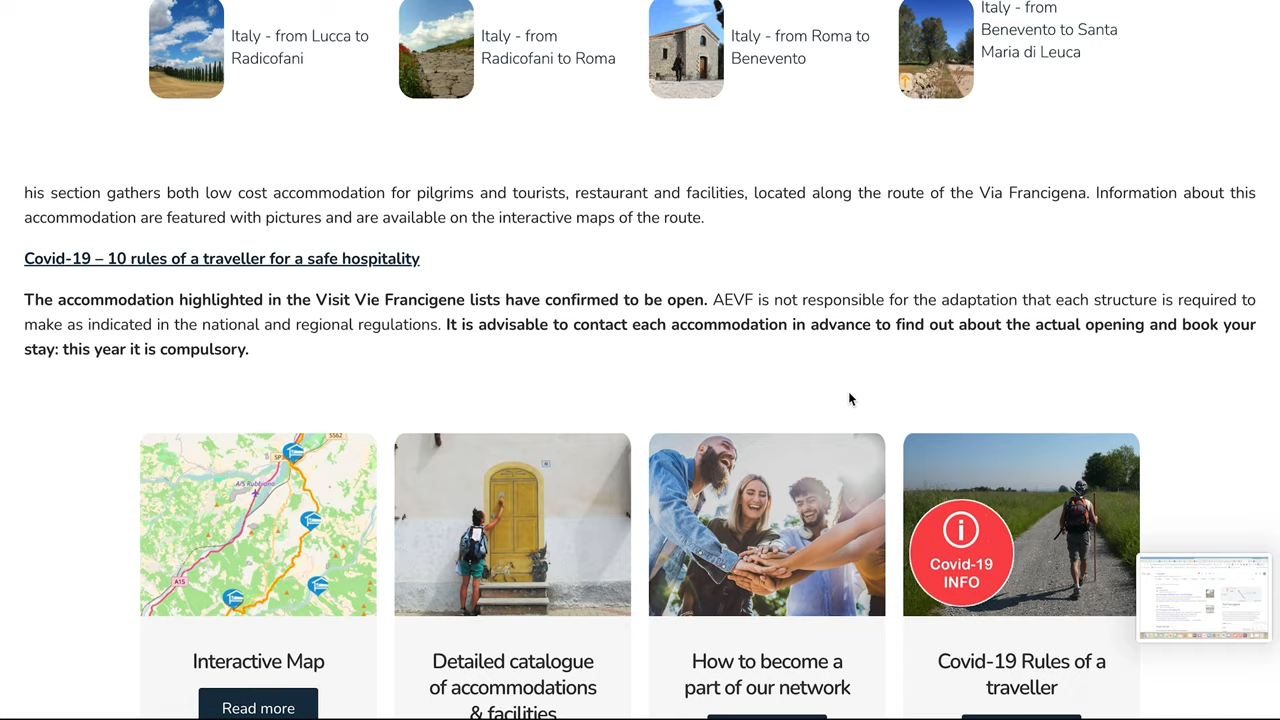 Italy - from Lucca to
Radicofani
Italy - from
Radicofani to Roma
Italy - from Roma to
Benevento
Italy - from
Benevento to Santa
Maria di Leuca
his section gathers both low cost accommodation for pilgrims and tourists, restaurant and facilities, located along the route of the Via Francigena. Information about this
accommodation are featured with pictures and are available on the interactive maps of the route.
Covid-19 – 10 rules of a traveller for a safe hospitality
The accommodation highlighted in the Visit Vie Francigene lists have confirmed to be open. AEVF is not responsible for the adaptation that each structure is required to
make as indicated in the national and regional regulations. It is advisable to contact each accommodation in advance to find out about the actual opening and book your
stay: this year it is compulsory.
SS62
SP
A/S Rubbiano
A15
Covid-19
INFO
Interactive Map
Read more
Detailed catalogue
of accommodations
& facilities
How to become a
part of our network
Covid-19 Rules of a
traveller